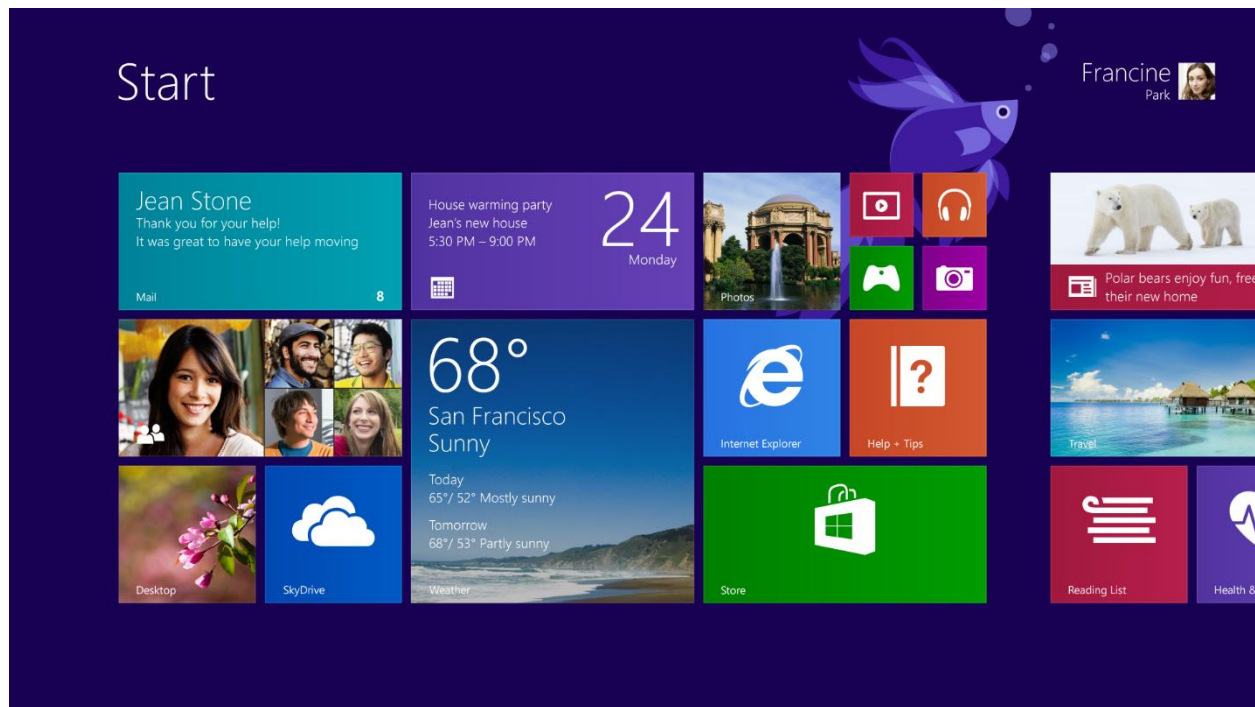 Start
Francine
Park
Jean Stone
Thank you for your help!
It was great to have your help moving
Mail
8
House warming party
Jean's new house
5:30 PM – 9:00 PM
24
Monday
Photos
Polar bears enjoy fun, free
their new home
68°
San Francisco
Sunny
Today
65°/ 52° Mostly sunny
Tomorrow
68°/ 53° Partly sunny
Weather
Internet Explorer
?
Help + Tips
Travel
Desktop
SkyDrive
Store
Reading List
Health &